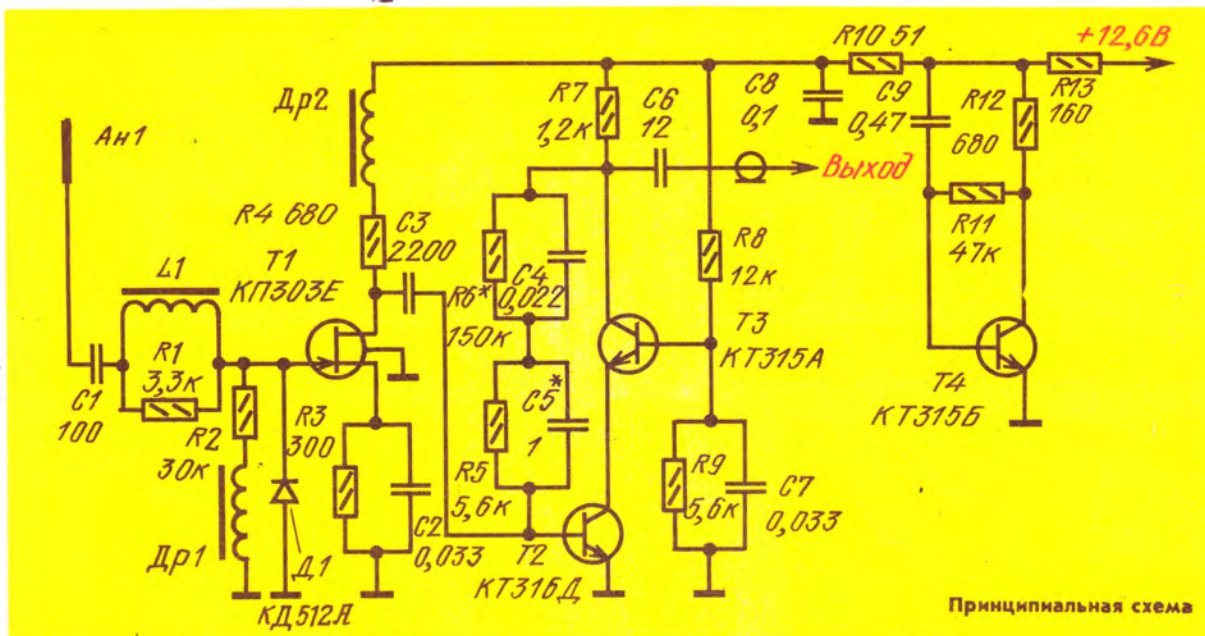 R10 51
+12,6В
Др2
R7
1,2к
C6
12
C8
0,1
C9
0,47
R12
680
R13
160
Ан1
Выход
R4 680
C3
2200
R11
47к
L1
T1
КП303Е
R6*
150к
C4
0,022
R8
12к
T3
КТ315А
R1
3,3к
C1
100
R2
30к
R3
300
C5*
1
T4
КТ315Б
R5
5,6к
R9
5,6к
C7
0,033
Др1
Д1
C2
0,033
T2
КТ316Д
КД512А
Принципиальная схема